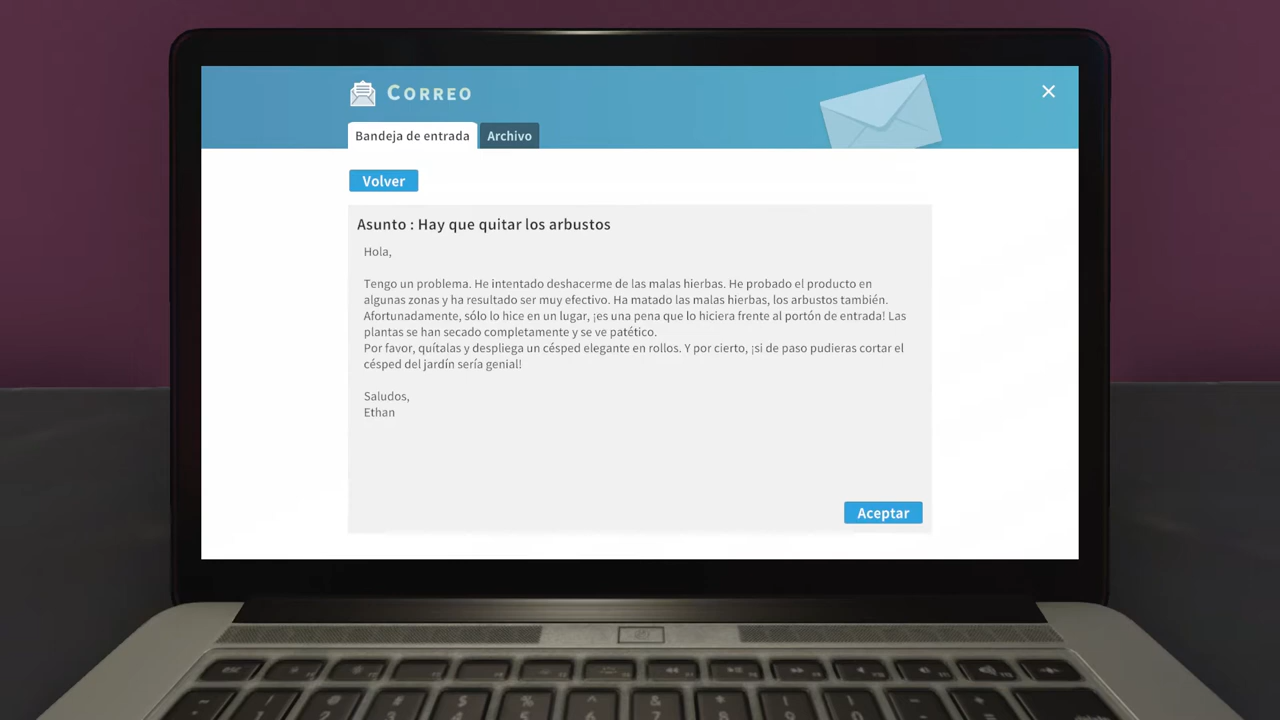 Correo
Bandeja de entrada
Archivo
Volver
Asunto : Hay que quitar los arbustos
Hola,
Tengo un problema. He intentado deshacerme de las malas hierbas. He probado el producto en
algunas zonas y ha resultado ser muy efectivo. Ha matado las malas hierbas, los arbustos también.
Afortunadamente, sólo lo hice en un lugar, ¡es una pena que lo hiciera frente al portón de entrada! Las
plantas se han secado completamente y se ve patético.
Por favor, quítalas y despliega un césped elegante en rollos. Y por cierto, ¡si de paso pudieras cortar el
césped del jardín sería genial!
Saludos,
Ethan
Aceptar